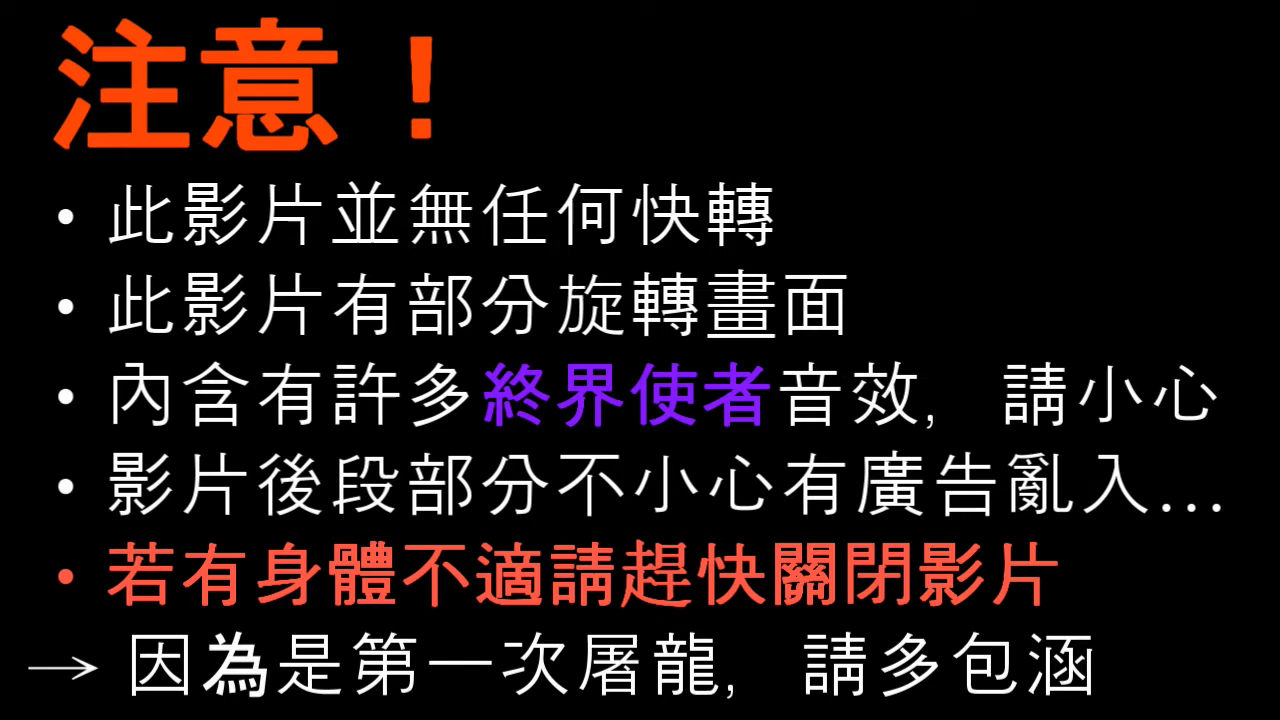 注意！
• 此影片並無任何快轉
• 此影片有部分旋轉畫面
• 內含有許多終界使者音效, 請小心
• 影片後段部分不小心有廣告亂入...
• 若有身體不適請趕快關閉影片
→ 因為是第一次屠龍, 請多包涵